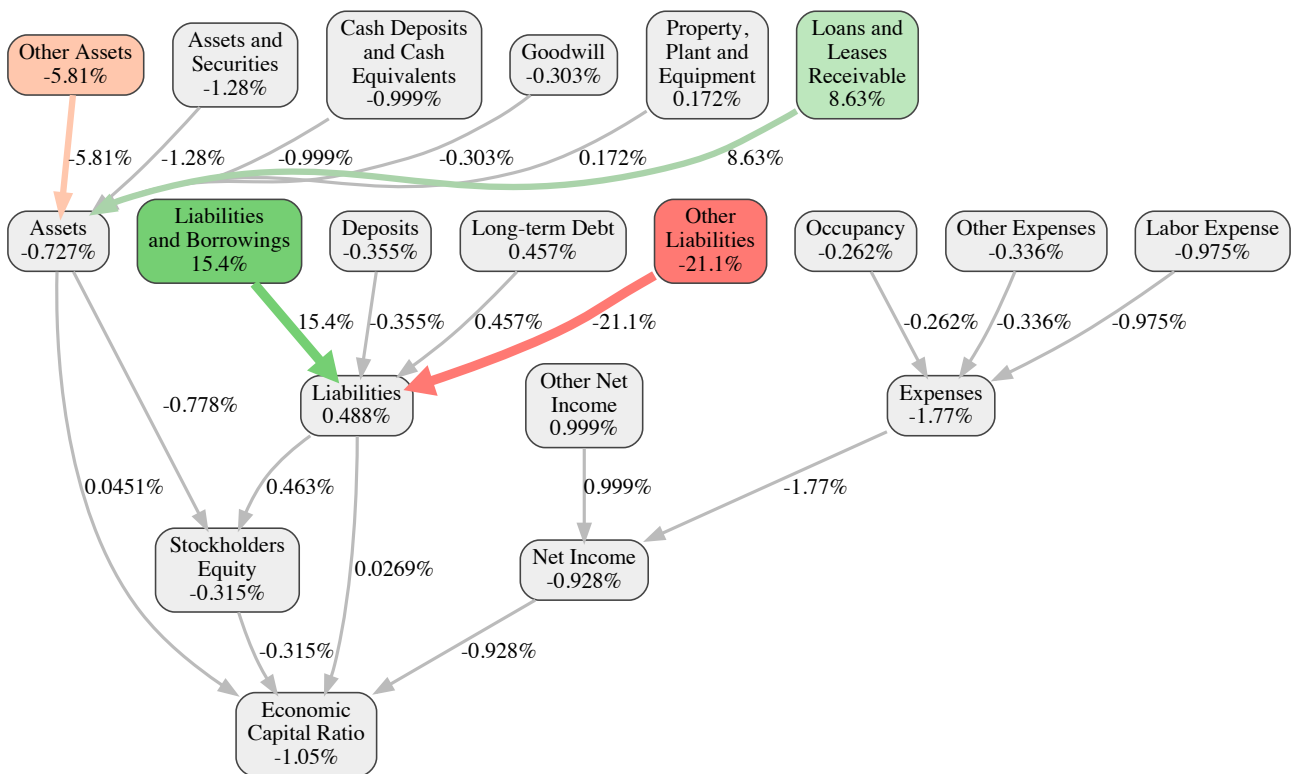 Other Assets
-5.81%
Assets and
Securities
-1.28%
Cash Deposits
and Cash
Equivalents
-0.999%
Goodwill
-0.303%
Property,
Plant and
Equipment
0.172%
Loans and
Leases
Receivable
8.63%
-5.81%
-1.28%
-0.999%
-0.303%
0.172%
8.63%
Assets
-0.727%
Liabilities
and Borrowings
15.4%
Deposits
-0.355%
Long-term Debt
0.457%
Other
Liabilities
-21.1%
Occupancy
-0.262%
Other Expenses
-0.336%
Labor Expense
-0.975%
15.4%
-0.355%
0.457%
-21.1%
-0.262%
-0.336%
-0.975%
-0.778%
Liabilities
0.488%
Other Net
Income
0.999%
Expenses
-1.77%
0.0451%
0.463%
0.999%
-1.77%
Stockholders
Equity
-0.315%
0.0269%
Net Income
-0.928%
-0.315%
-0.928%
Economic
Capital Ratio
-1.05%